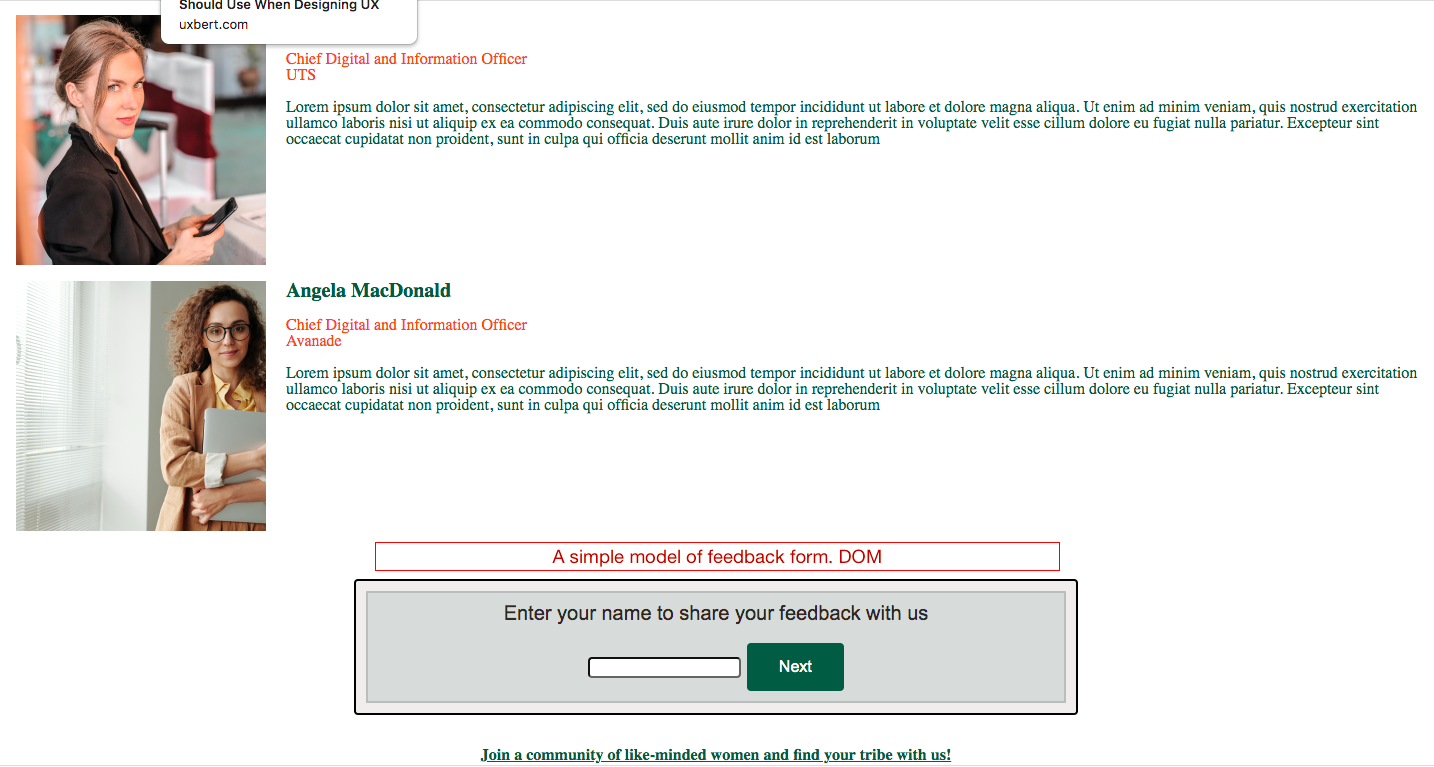 Should Use When Designing UX
uxbert.com
Chief Digital and Information Officer
UTS
Lorem ipsum dolor sit amet, consectetur adipiscing elit, sed do eiusmod tempor incididunt ut labore et dolore magna aliqua. Ut enim ad minim veniam, quis nostrud exercitation
ullamco laboris nisi ut aliquip ex ea commodo consequat. Duis aute irure dolor in reprehenderit in voluptate velit esse cillum dolore eu fugiat nulla pariatur. Excepteur sint
occaecat cupidatat non proident, sunt in culpa qui officia deserunt mollit anim id est laborum
Angela MacDonald
Chief Digital and Information Officer
Avanade
Lorem ipsum dolor sit amet, consectetur adipiscing elit, sed do eiusmod tempor incididunt ut labore et dolore magna aliqua. Ut enim ad minim veniam, quis nostrud exercitation
ullamco laboris nisi ut aliquip ex ea commodo consequat. Duis aute irure dolor in reprehenderit in voluptate velit esse cillum dolore eu fugiat nulla pariatur. Excepteur sint
occaecat cupidatat non proident, sunt in culpa qui officia deserunt mollit anim id est laborum
A simple model of feedback form. DOM
Enter your name to share your feedback with us
Next
Join a community of like-minded women and find your tribe with us!